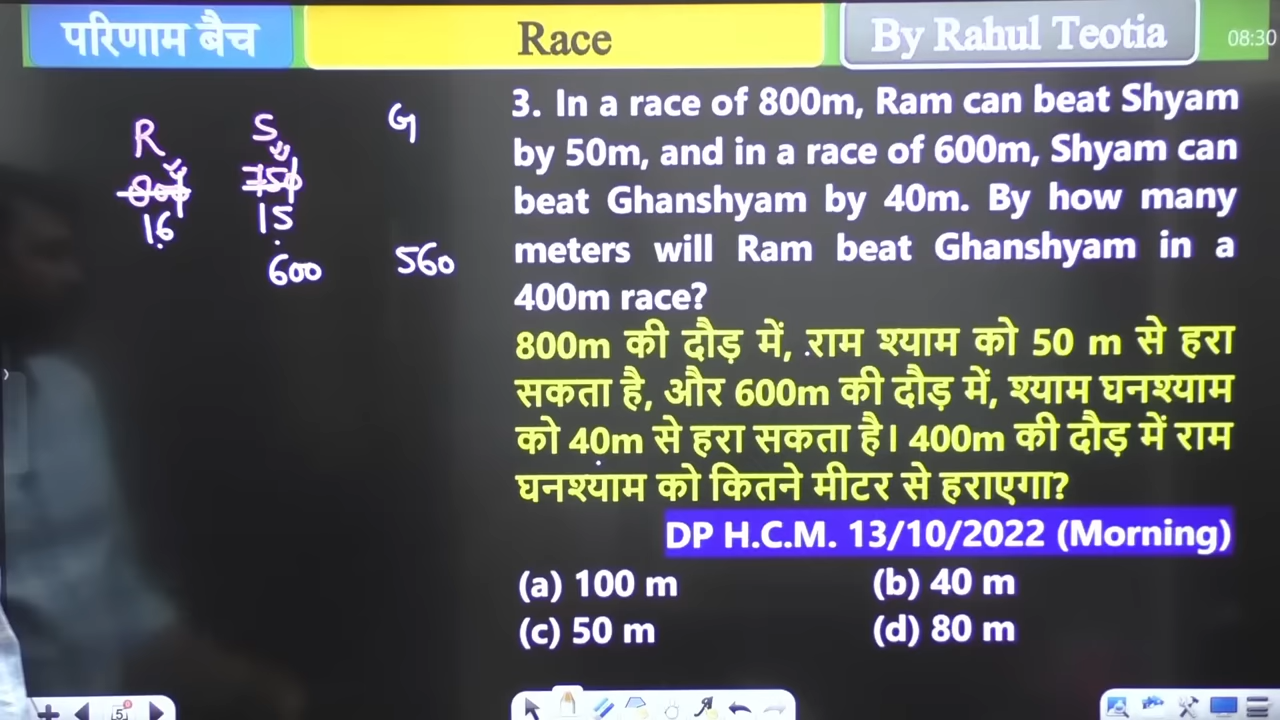 परिणाम बैच
Race
By Rahul Teotia
08:30
R S G
16 15
600 560
3. In a race of 800m, Ram can beat Shyam
by 50m, and in a race of 600m, Shyam can
beat Ghanshyam by 40m. By how many
meters will Ram beat Ghanshyam in a
400m race?
800m की दौड़ में, राम श्याम को 50 m से हरा
सकता है, और 600m की दौड़ में, श्याम घनश्याम
को 40m से हरा सकता है। 400m की दौड़ में राम
घनश्याम को कितने मीटर से हराएगा?
DP H.C.M. 13/10/2022 (Morning)
(a) 100 m (b) 40 m
(c) 50 m (d) 80 m
5